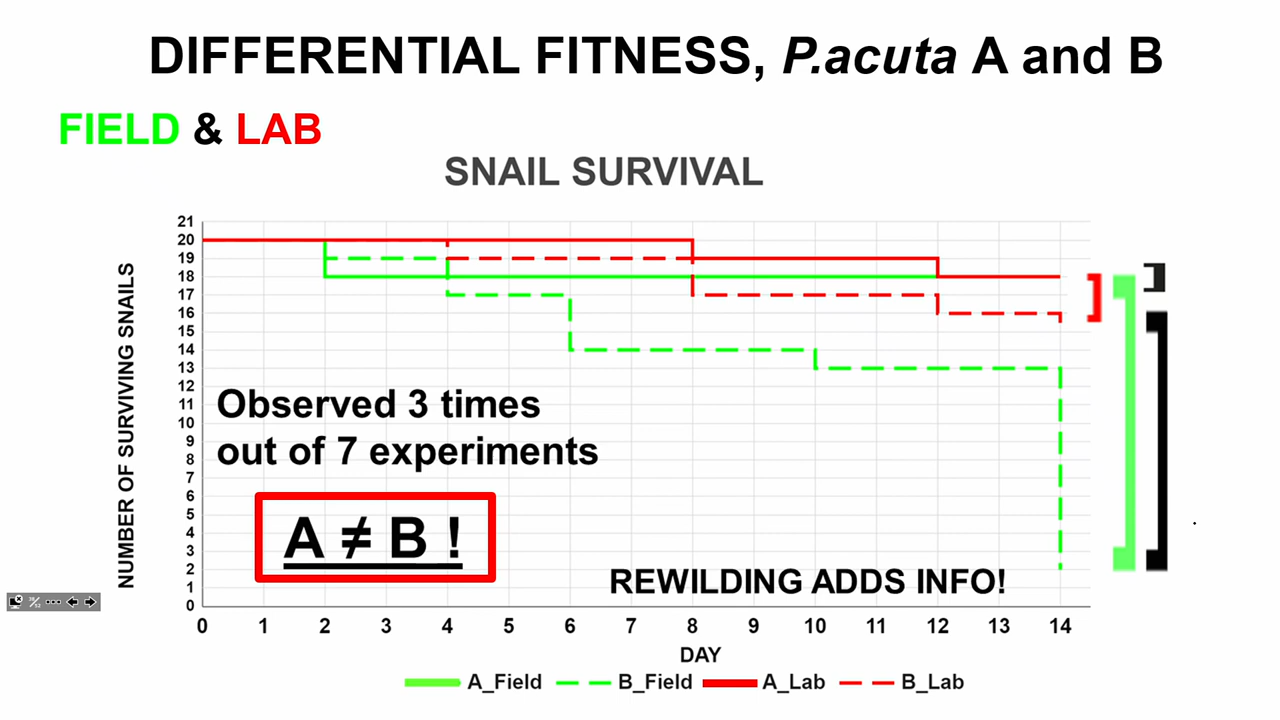 DIFFERENTIAL FITNESS, P.acuta A and B
FIELD & LAB
SNAIL SURVIVAL
NUMBER OF SURVIVING SNAILS
21
20
19
18
17
16
15
14
13
12
11
10
9
8
7
6
5
4
3
2
1
0
Observed 3 times
out of 7 experiments
A ≠ B !
REWILDING ADDS INFO!
0 1 2 3 4 5 6 7 8 9 10 11 12 13 14
DAY
A_Field B_Field A_Lab B_Lab